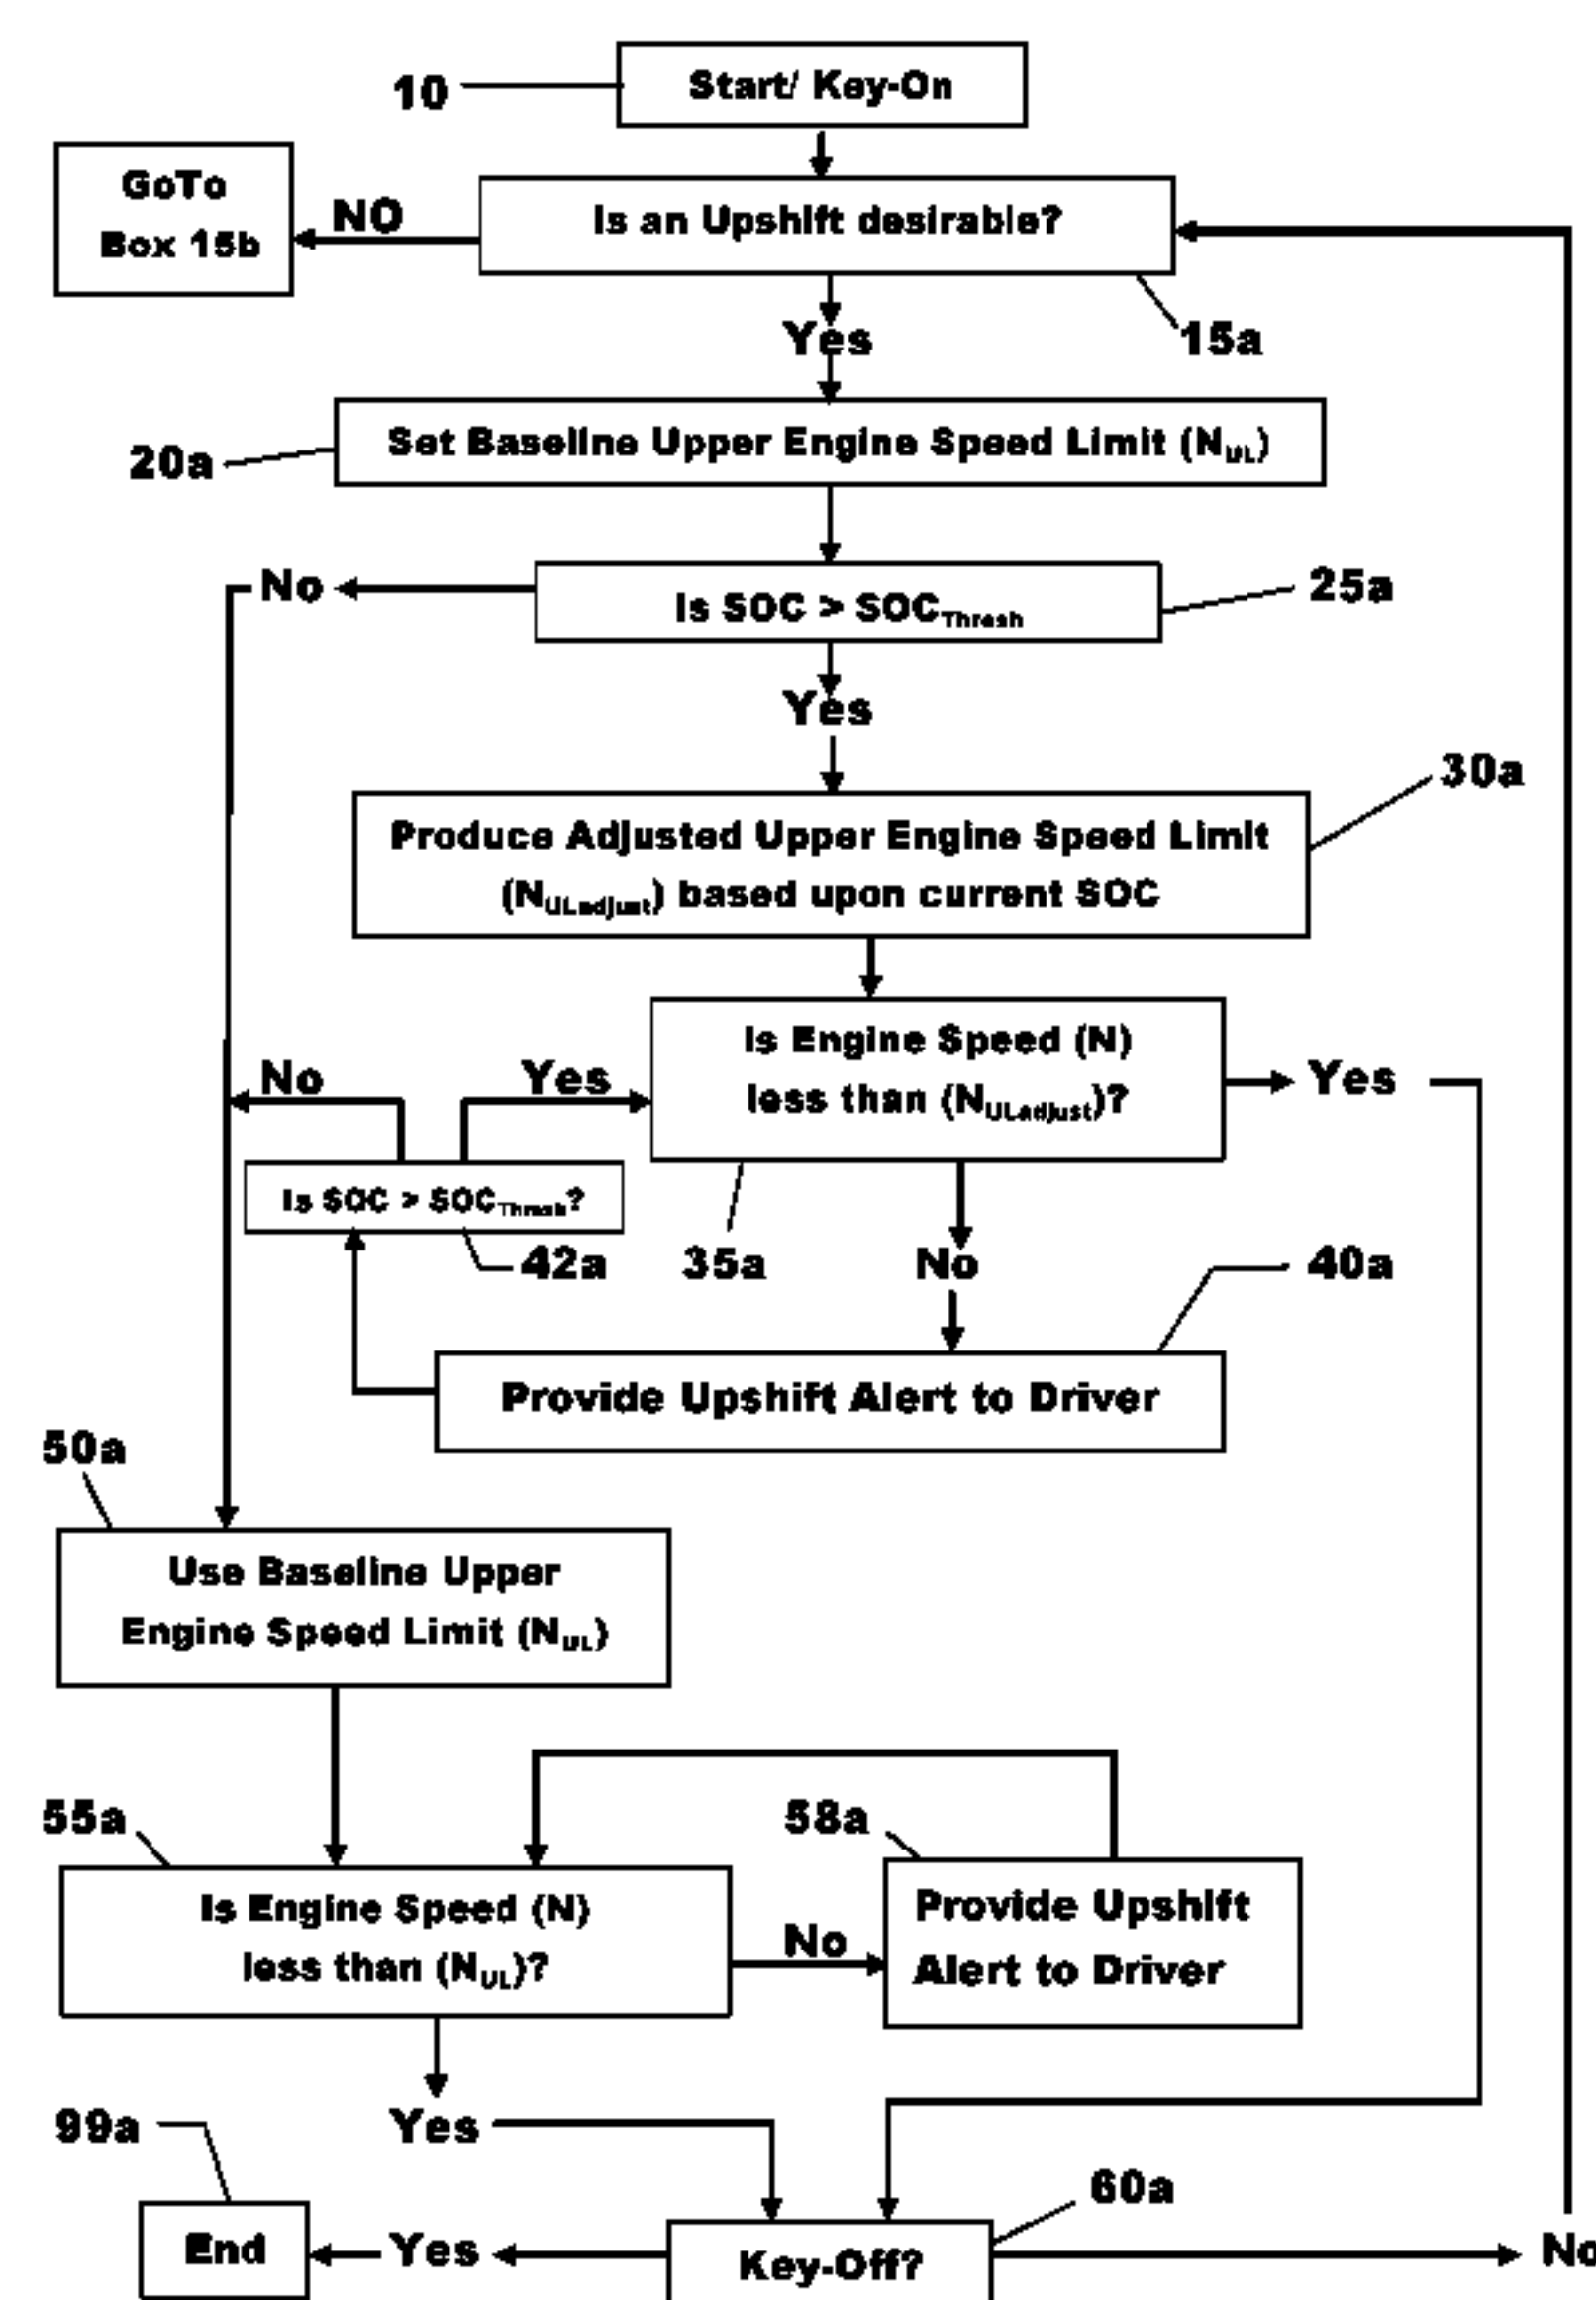 10
Start/ Key-On
GoTo
Box 15b
NO
Is an Upshift desirable?
Yes
15a
20a
Set Baseline Upper Engine Speed Limit (NUL)
No
Is SOC > SOCThresh
25a
Yes
30a
Produce Adjusted Upper Engine Speed Limit
(NULadjust) based upon current SOC
No
Yes
Is Engine Speed (N)
less than (NULadjust)?
Yes
Is SOC > SOCThresh?
42a
35a
No
40a
Provide Upshift Alert to Driver
50a
Use Baseline Upper
Engine Speed Limit (NUL)
55a
58a
Is Engine Speed (N)
less than (NUL)?
No
Provide Upshift
Alert to Driver
99a
Yes
60a
End
Yes
Key-Off?
No